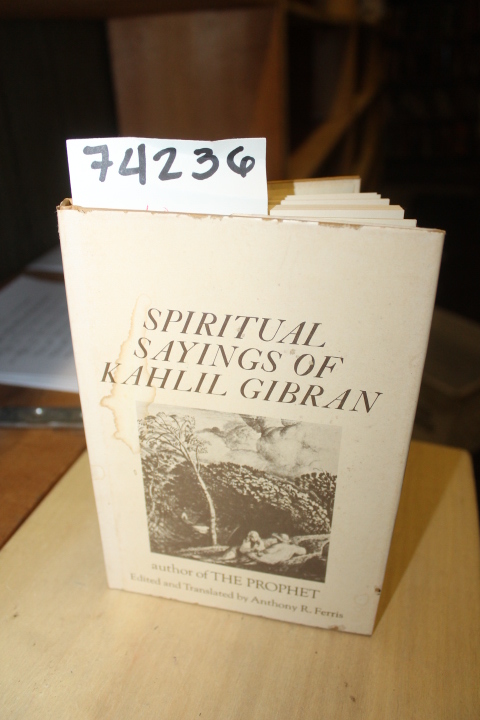 74236
SPIRITUAL
SAYINGS OF
KAHLIL GIBRAN
author of THE PROPHET
Edited and Translated by Anthony R. Ferris